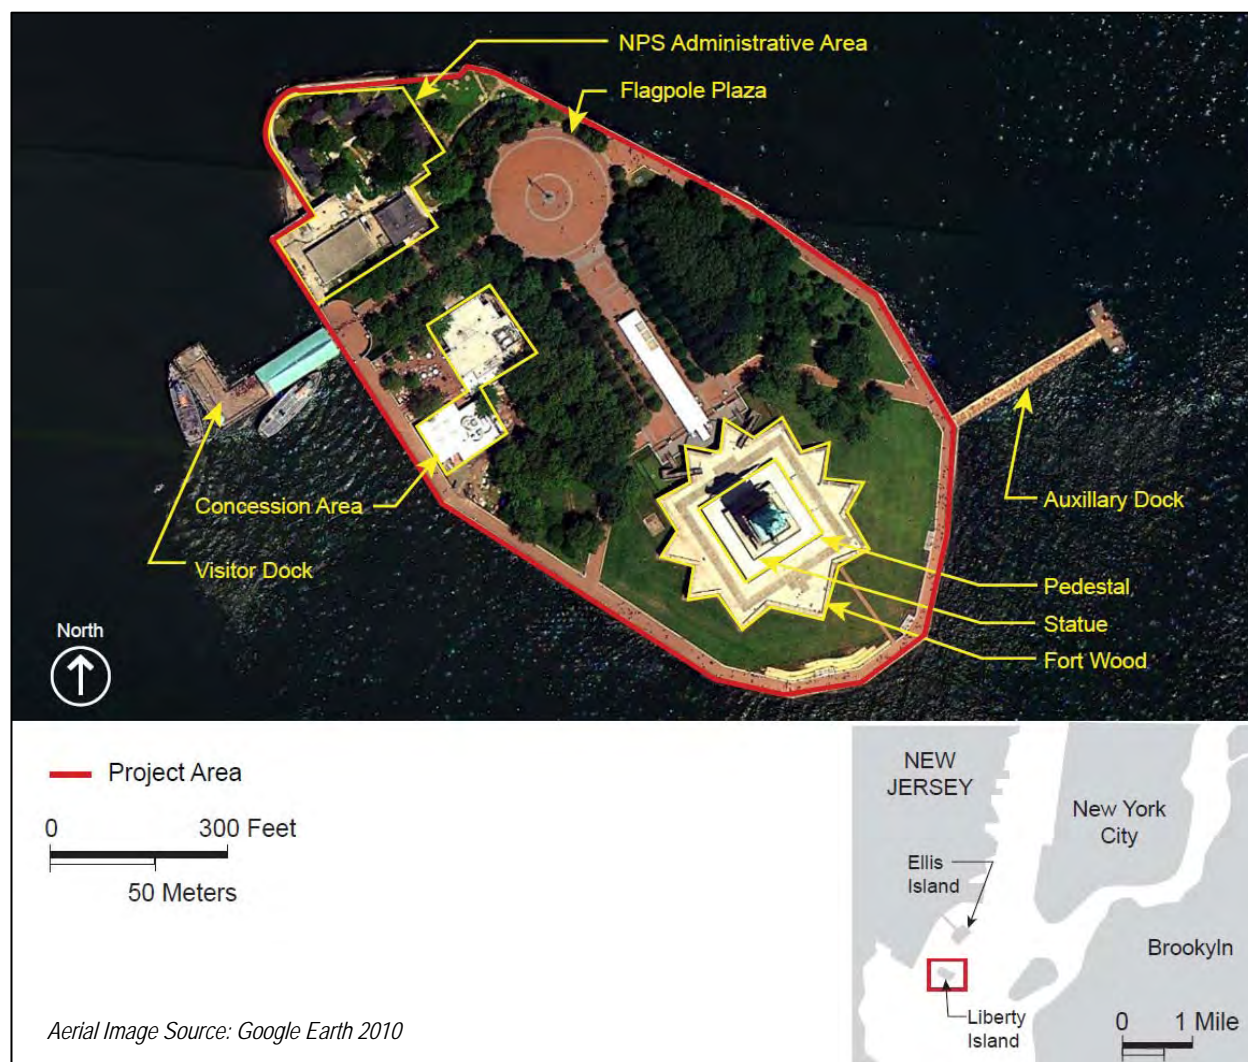 NPS Administrative Area
Flagpole Plaza
Concession Area
Visitor Dock
Auxillary Dock
Pedestal
Statue
Fort Wood
North
Project Area
0 300 Feet
50 Meters
Aerial Image Source: Google Earth 2010
NEW
JERSEY
New York
City
Ellis
Island
Brookyln
Liberty
Island
0 1 Mile